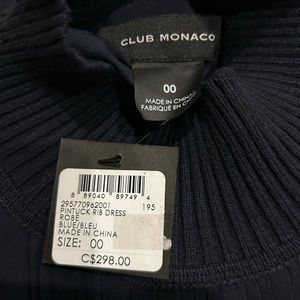 CLUB MONACO
00
MADE IN CHINA
FABRIQUÉ EN
8 89040 89749 4
295770962001 195
PINTUCK RIB DRESS
ROBE
BLUE/BLEU
MADE IN CHINA
SIZE: 00
C$298.00